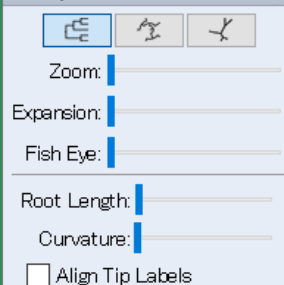 Zoom:
Expansion:
Fish Eye:
Root Length:
Curvature:
Align Tip Labels